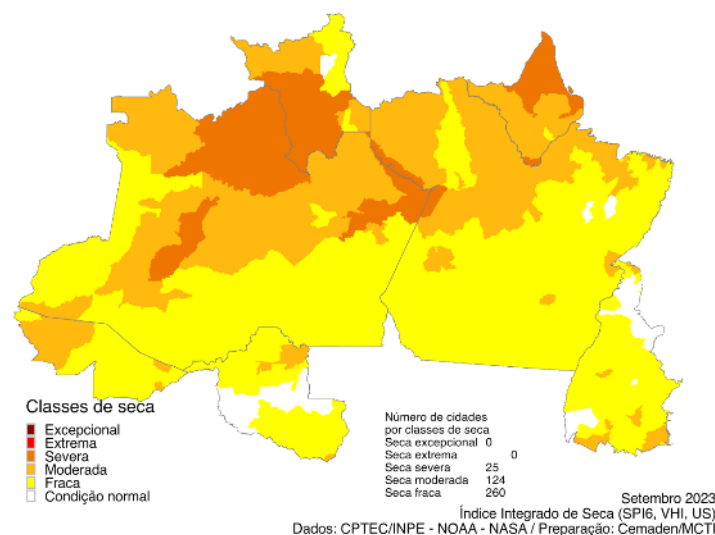 Classes de seca
Excepcional
Extrema
Severa
Moderada
Fraca
Condição normal
Número de cidades
por classes de seca
Seca excepcional 0
Seca extrema 0
Seca severa 25
Seca moderada 124
Seca fraca 260
Setembro 2023
Índice Integrado de Seca (SPI6, VHI, US)
Dados: CPTEC/INPE - NOAA - NASA / Preparação: Cemaden/MCTI